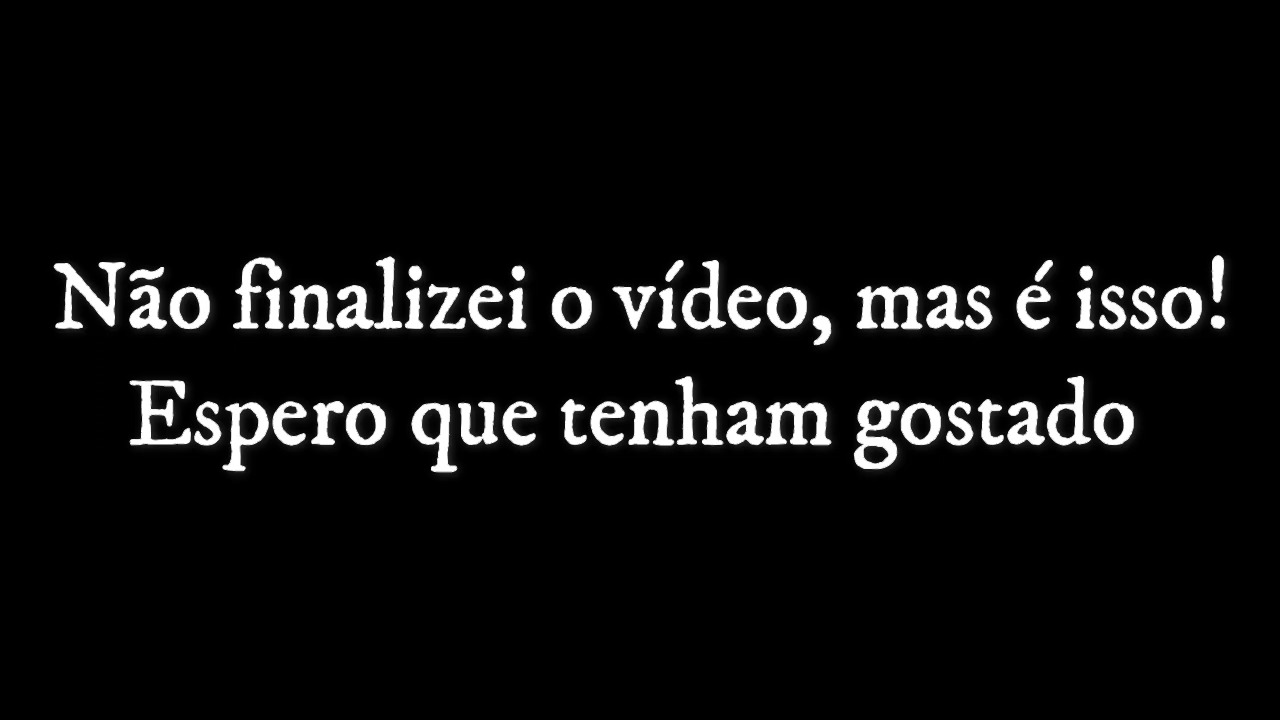 Não finalizei o vídeo, mas é isso!
Espero que tenham gostado